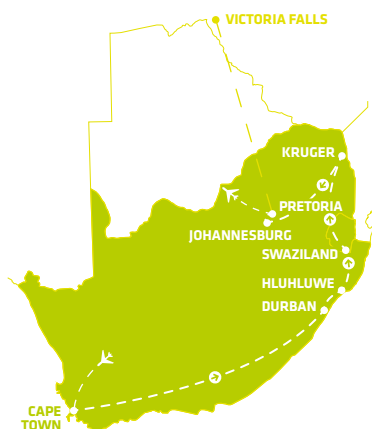 VICTORIA FALLS
KRUGER
PRETORIA
JOHANNESBURG
SWAZILAND
HLUHLUWE
DURBAN
CAPE
TOWN